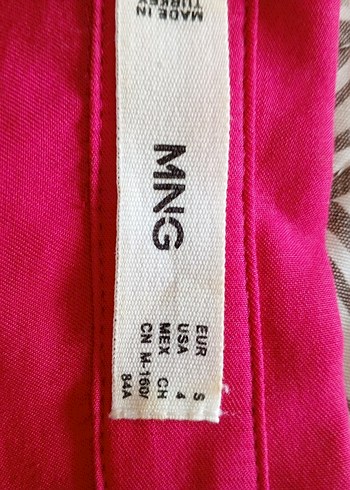 MADE IN
TURKEY
MNG
EUR S
USA 4
MEX CH
CN M-160/
84A